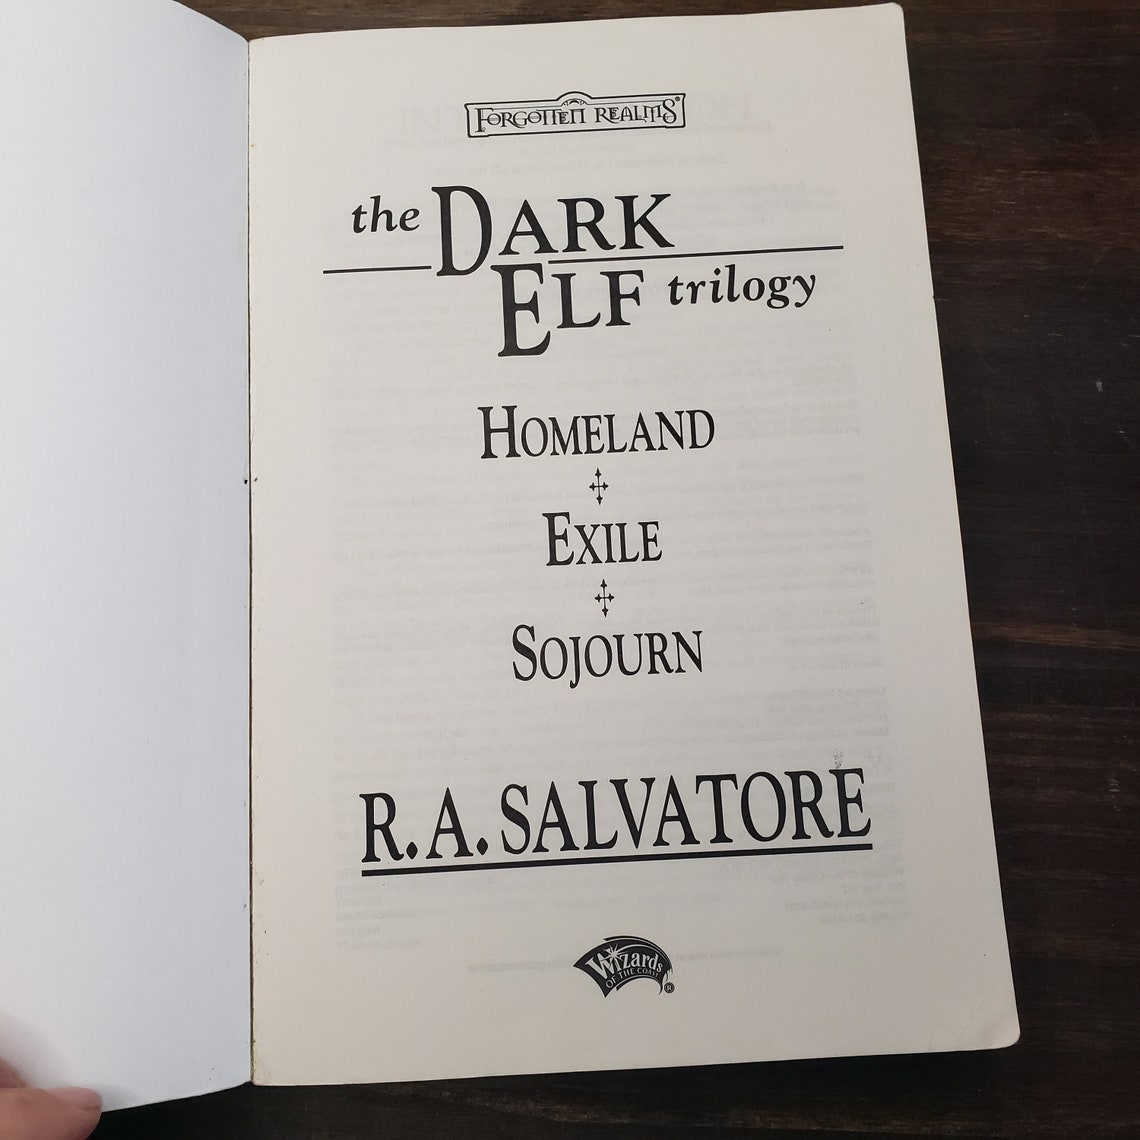 FORGOTTEN REALMS®
the DARK
ELF trilogy
HOMELAND
EXILE
SOJOURN
R.A. SALVATORE
Wizards
OF THE COAST®